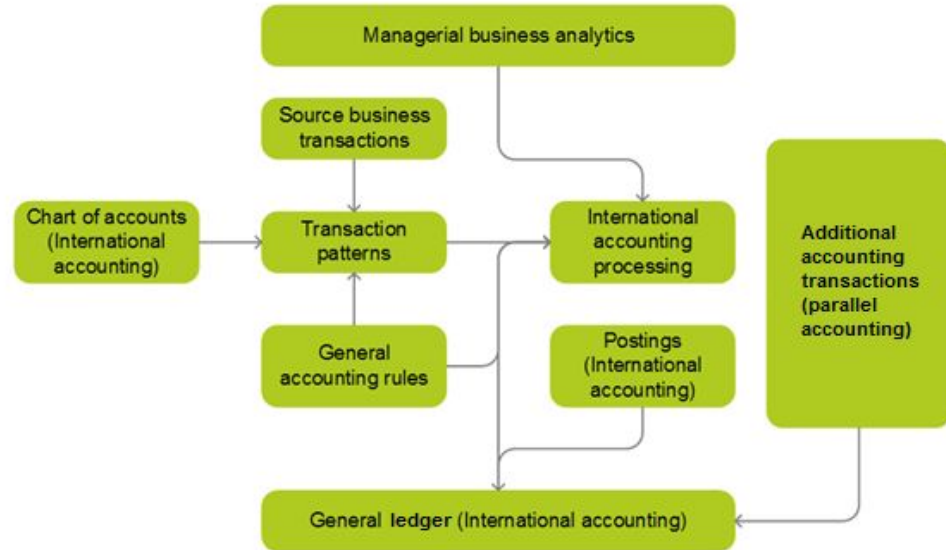 Managerial business analytics
Source business
transactions
Chart of accounts
(International
accounting)
Transaction
patterns
International
accounting
processing
Additional
accounting
transactions
(parallel
accounting)
General
accounting rules
Postings
(International
accounting)
General ledger (International accounting)